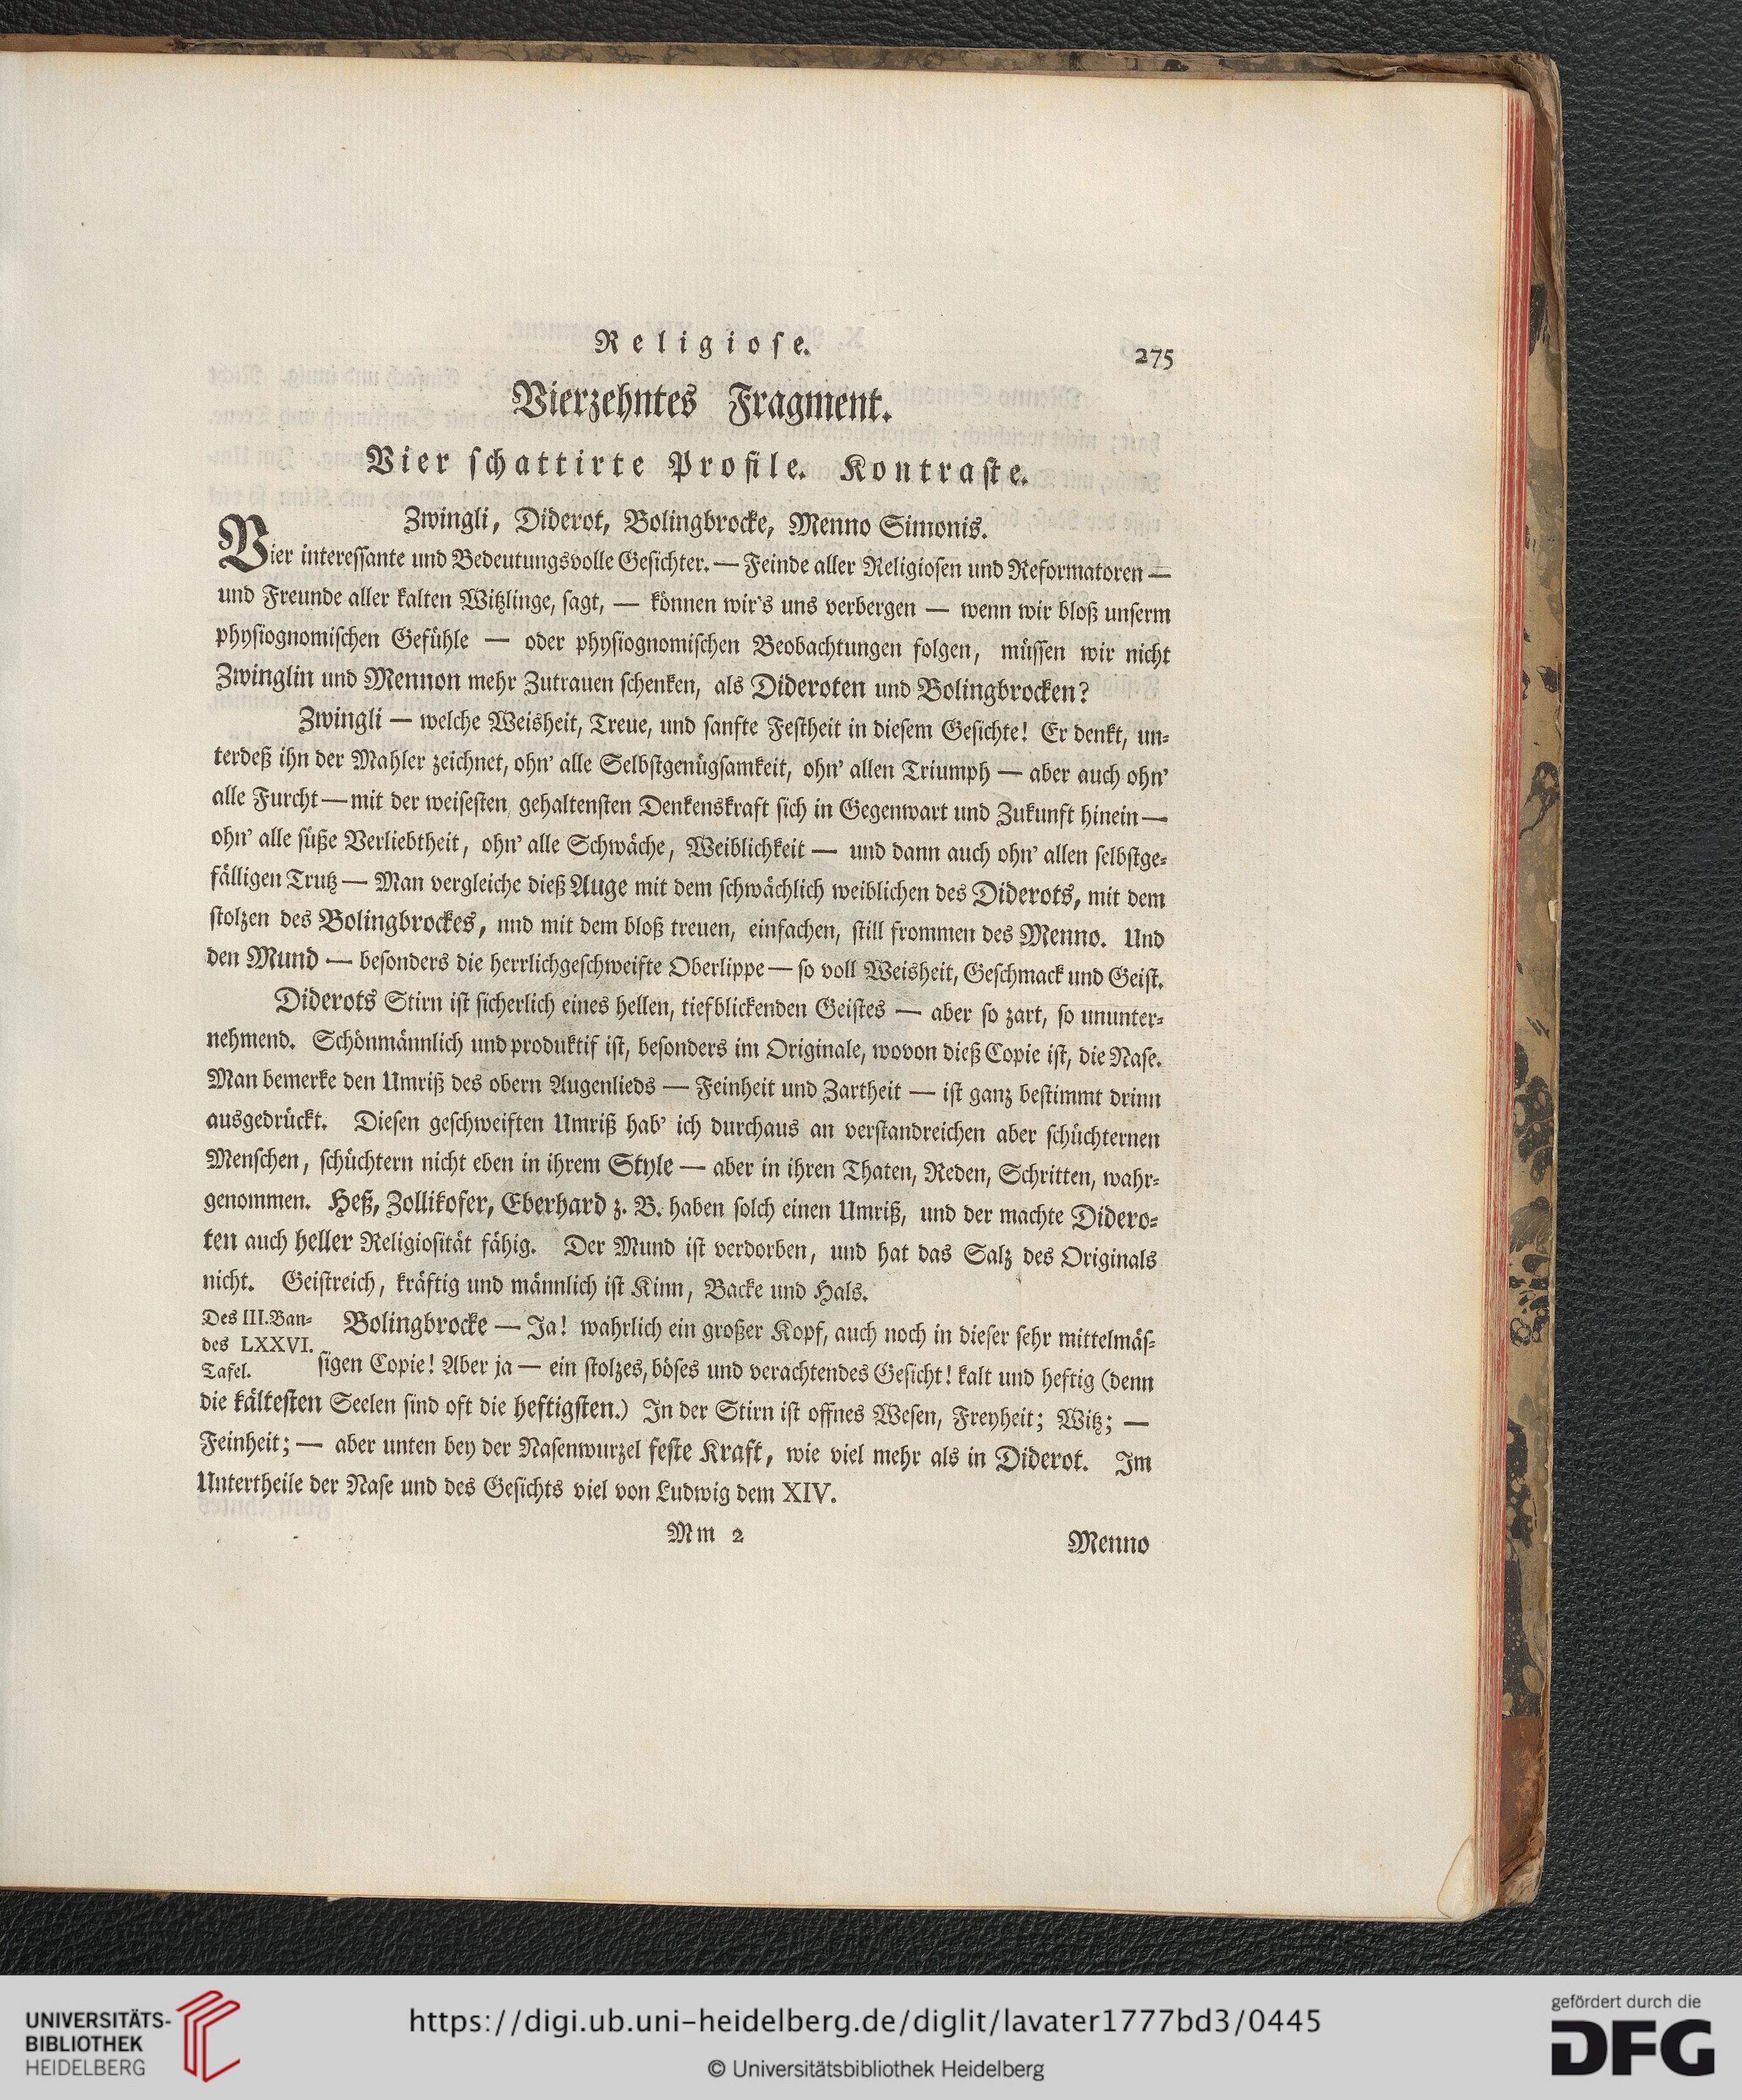 Religiose.
275
Vierzehntes Fragment.
Vier schattirte Profile. Kontraste.
Zwingli, Diderot, Bolingbrocke, Menno Simonis.
Vier interessante und Bedeutungsvolle Gesichter. — Feinde aller Religiosen und Reformatoren —
und Freunde aller kalten Witzlinge, sagt, — können wir's uns verbergen — wenn wir bloß unserm
physiognomischen Gefühle — oder physiognomischen Beobachtungen folgen, müssen wir nicht
Zwinglin und Mennon mehr Zutrauen schenken, als Dideroten und Bolingbrocken?
Zwingli — welche Weisheit, Treue, und sanfte Festheit in diesem Gesichte! Er denkt, un-
terdeß ihn der Mahler zeichnet, ohn' alle Selbstgenügsamkeit, ohn' allen Triumph — aber auch ohn'
alle Furcht — mit der weisesten gehaltensten Denkenskraft sich in Gegenwart und Zukunft hinein —
ohn' alle süße Verliebtheit, ohn' alle Schwäche, Weiblichkeit — und dann auch ohn' allen selbstge-
fälligen Trutz — Man vergleiche dieß Auge mit dem schwächlich weiblichen des Diderots, mit dem
stolzen des Bolingbrockes, und mit dem bloß treuen, einfachen, still frommen des Menno. Und
den Mund — besonders die herrlichgeschweifte Oberlippe — so voll Weisheit, Geschmack und Geist.
Diderots Stirn ist sicherlich eines hellen, tiefblickenden Geistes — aber so zart, so ununter-
nehmend. Schönmännlich und produktif ist, besonders im Originale, wovon dieß Copie ist, die Nase.
Man bemerke den Umriß des obern Augenlieds — Feinheit und Zartheit — ist ganz bestimmt drinn
ausgedrückt. Diesen geschweiften Umriß hab' ich durchaus an verstandreichen aber schüchternen
Menschen, schüchtern nicht eben in ihrem Style — aber in ihren Thaten, Reden, Schritten, wahr-
genommen. Heß, Zollikofer, Eberhard z. B. haben solch einen Umriß, und der machte Didero-
ten auch heller Religiosität fähig. Der Mund ist verdorben, und hat das Salz des Originals
nicht. Geistreich, kräftig und männlich ist Kinn, Backe und Hals.
Des III. Ban-
des LXXVI.
Tafel.
Bolingbrocke — Ja! wahrlich ein großer Kopf, auch noch in dieser sehr mittelmäs-
sigen Copie! Aber ja — ein stolzes, böses und verachtendes Gesicht! kalt und heftig (denn
die kältesten Seelen sind oft die heftigsten.) In der Stirn ist offnes Wesen, Freyheit; Witz; —
Feinheit; — aber unten bey der Nasenwurzel feste Kraft, wie viel mehr als in Diderot. Im
Untertheile der Nase und des Gesichts viel von Ludwig dem XIV.
Mm 2
Menno
UNIVERSITÄTS-
BIBLIOTHEK
HEIDELBERG
https://digi.ub.uni-heidelberg.de/diglit/lavater1777bd3/0445
© Universitätsbibliothek Heidelberg
gefördert durch die
DFG